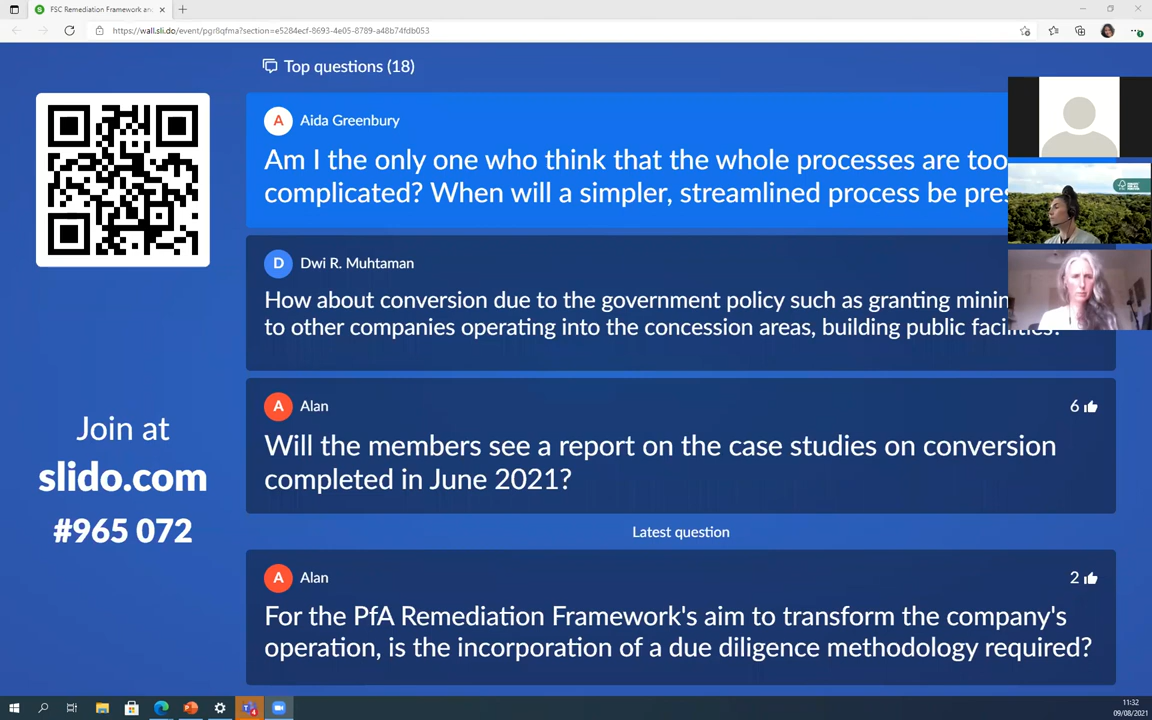 FSC Remediation Framework an
https://wall.sli.do/event/pgr8qfma?section=e5284ecf-8693-4e05-8789-a48b74fdb053
Top questions (18)
A Aida Greenbury
Am I the only one who think that the whole processes are too
complicated? When will a simpler, streamlined process be pres
D Dwi R. Muhtaman
How about conversion due to the government policy such as granting minin
to other companies operating into the concession areas, building public facilities?
A Alan
6
Will the members see a report on the case studies on conversion
completed in June 2021?
Join at
slido.com
#965 072
Latest question
A Alan
2
For the PfA Remediation Framework's aim to transform the company's
operation, is the incorporation of a due diligence methodology required?
11:32
09/08/2021